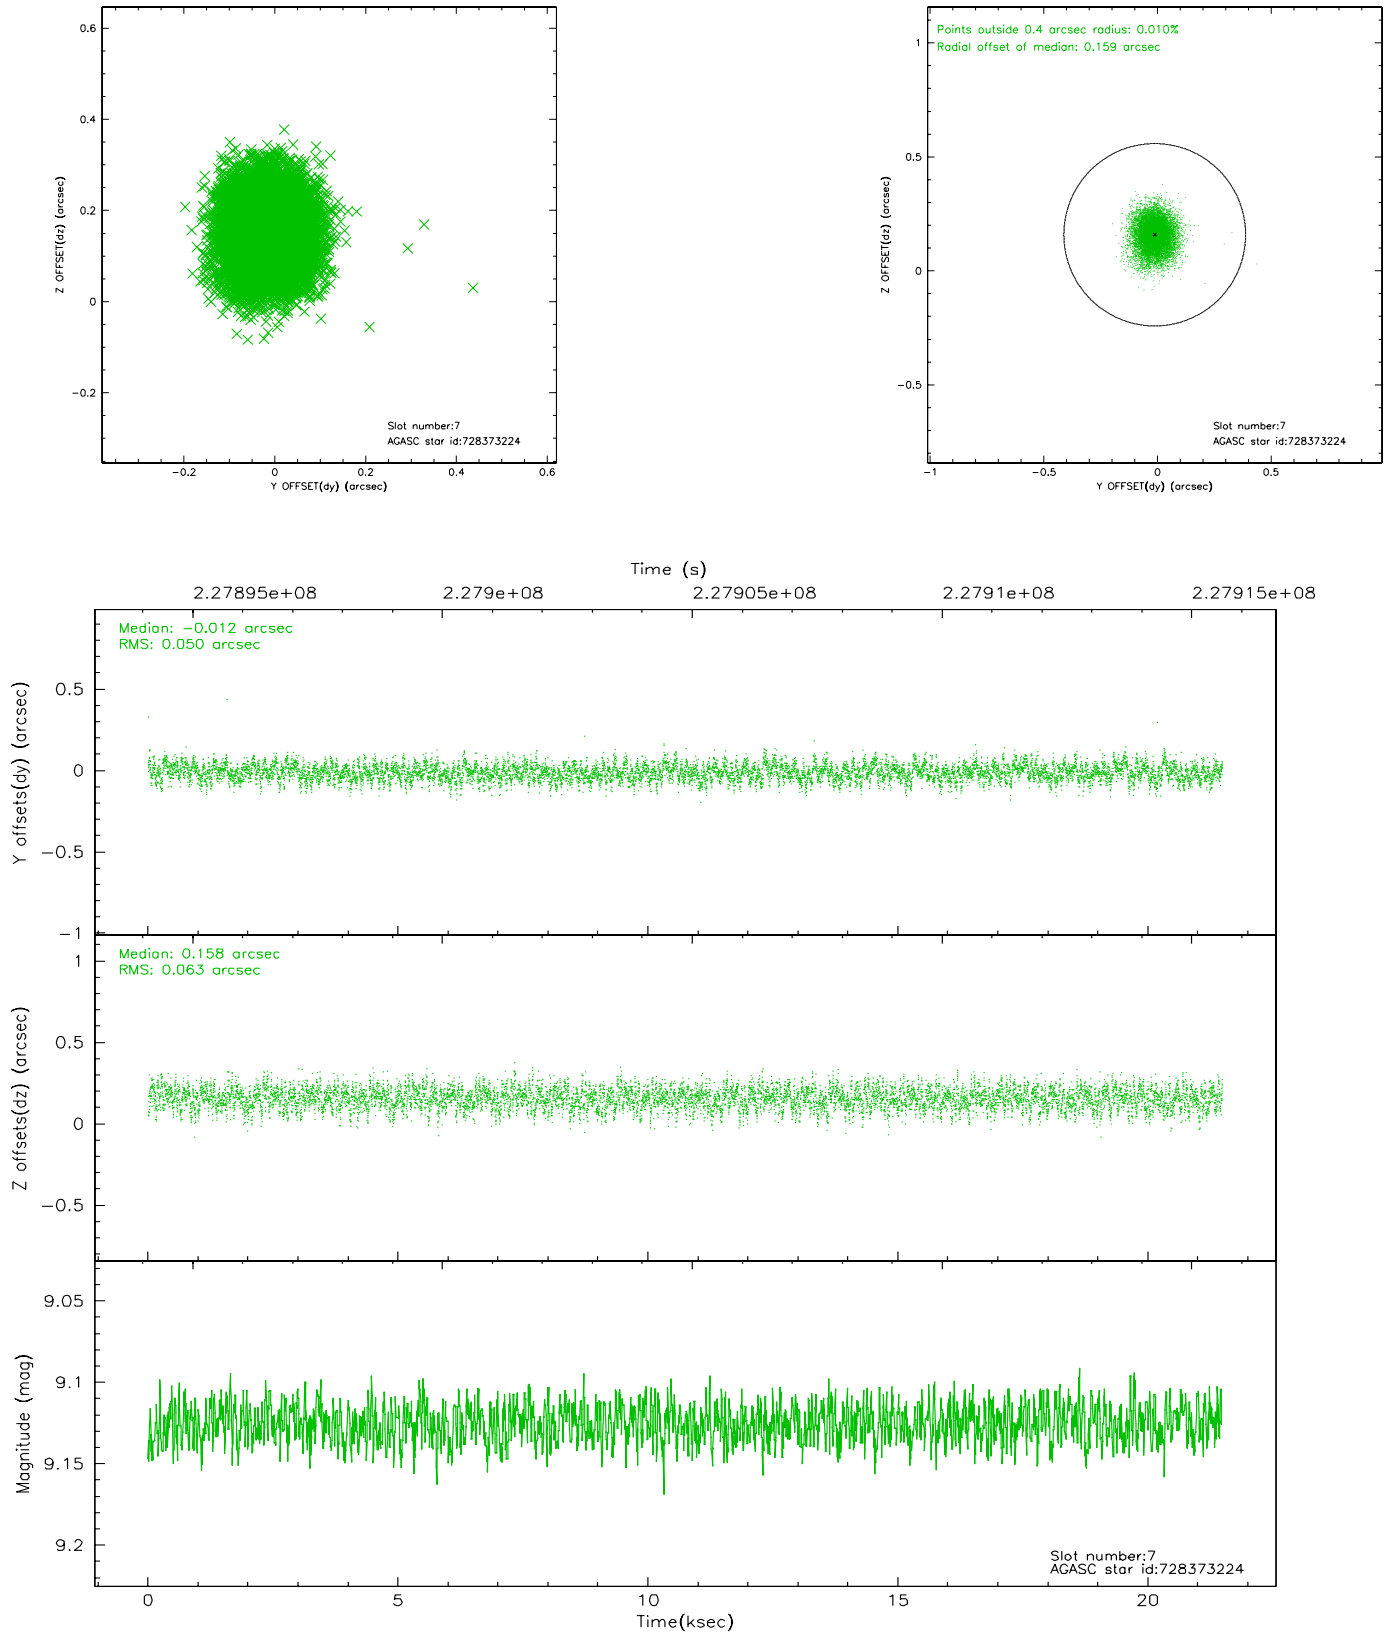 0.6
0.4
0.2
0
−0.2
Z OFFSET(dz) (arcsec)
−0.2 0 0.2 0.4 0.6
Y OFFSET(dy) (arcsec)
Slot number:7
AGASC star id:728373224
Points outside 0.4 arcsec radius: 0.010%
Radial offset of median: 0.159 arcsec
1
0.5
0
−0.5
Z OFFSET(dz) (arcsec)
−1 −0.5 0 0.5
Y OFFSET(dy) (arcsec)
Slot number:7
AGASC star id:728373224
Time (s)
2.27895e+08 2.279e+08 2.27905e+08 2.2791e+08 2.27915e+08
Median: −0.012 arcsec
RMS: 0.050 arcsec
0.5
0
−0.5
−1
Y offsets(dy) (arcsec)
Median: 0.158 arcsec
RMS: 0.063 arcsec
1
0.5
0
−0.5
Z offsets(dz) (arcsec)
9.05
9.1
9.15
9.2
Magnitude (mag)
Slot number:7
AGASC star id:728373224
0 5 10 15 20
Time(ksec)